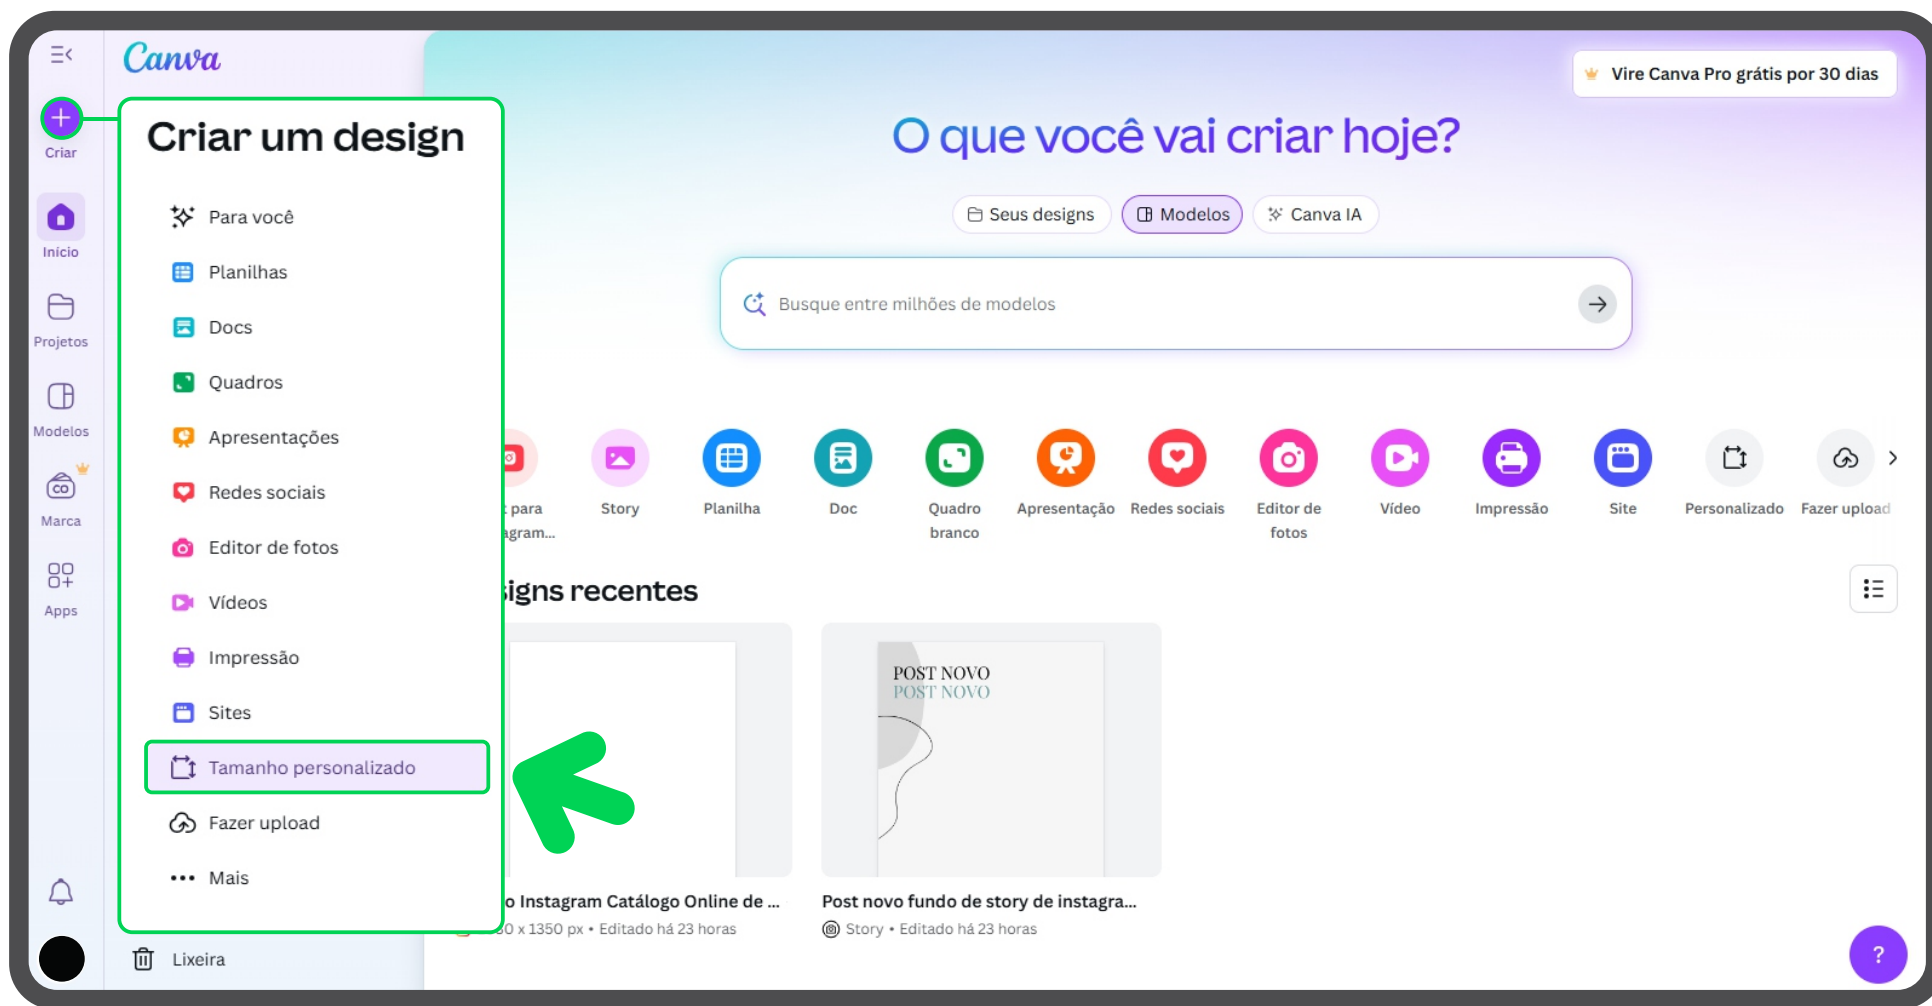 Canva
Vire Canva Pro grátis por 30 dias
Criar
Início
Projetos
Modelos
CO
Marca
Apps
Criar um design
Para você
Planilhas
Docs
Quadros
Apresentações
Redes sociais
Editor de fotos
Vídeos
Impressão
Sites
Tamanho personalizado
Fazer upload
Mais
Lixeira
O que você vai criar hoje?
Seus designs
Modelos
Canva IA
Busque entre milhões de modelos
para
agram...
Story
Planilha
Doc
Quadro
branco
Apresentação
Redes sociais
Editor de
fotos
Vídeo
Impressão
Site
Personalizado
Fazer upload
igns recentes
POST NOVO
POST NOVO
o Instagram Catálogo Online de ...
0 x 1350 px • Editado há 23 horas
Post novo fundo de story de instagra...
Story • Editado há 23 horas
?